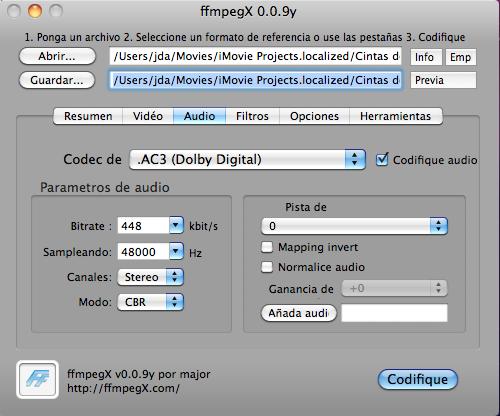 ffmpegX 0.0.9y
1. Ponga un archivo 2. Seleccione un formato de referencia o use las pestañas 3. Codifique
Abrir... /Users/jda/Movies/iMovie Projects.localized/Cintas d Info Emp
Guardar... /Users/jda/Movies/iMovie Projects.localized/Cintas d Previa
Resumen Vidéo Audio Filtros Opciones Herramientas
Codec de .AC3 (Dolby Digital) Codifique audio
Parametros de audio
Pista de
Bitrate : 448 kbit/s
0
Sampleando: 48000 Hz
Mapping invert
Canales: Stereo
Normalice audio
Modo: CBR
Ganancia de +0
Añada audi
ffmpegX v0.0.9y por major
http://ffmpegX.com/
Codifique